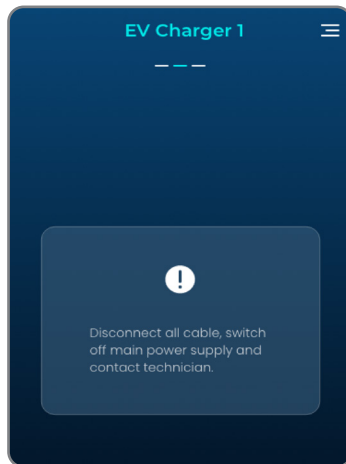 EV Charger 1
Disconnect all cable, switch
off main power supply and
contact technician.